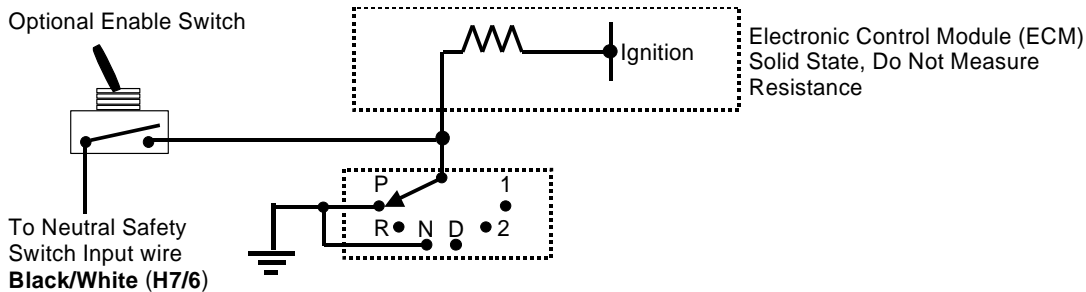 Optional Enable Switch
Ignition
Electronic Control Module (ECM)
Solid State, Do Not Measure
Resistance
P
1
R
N
D
2
To Neutral Safety
Switch Input wire
Black/White (H7/6)